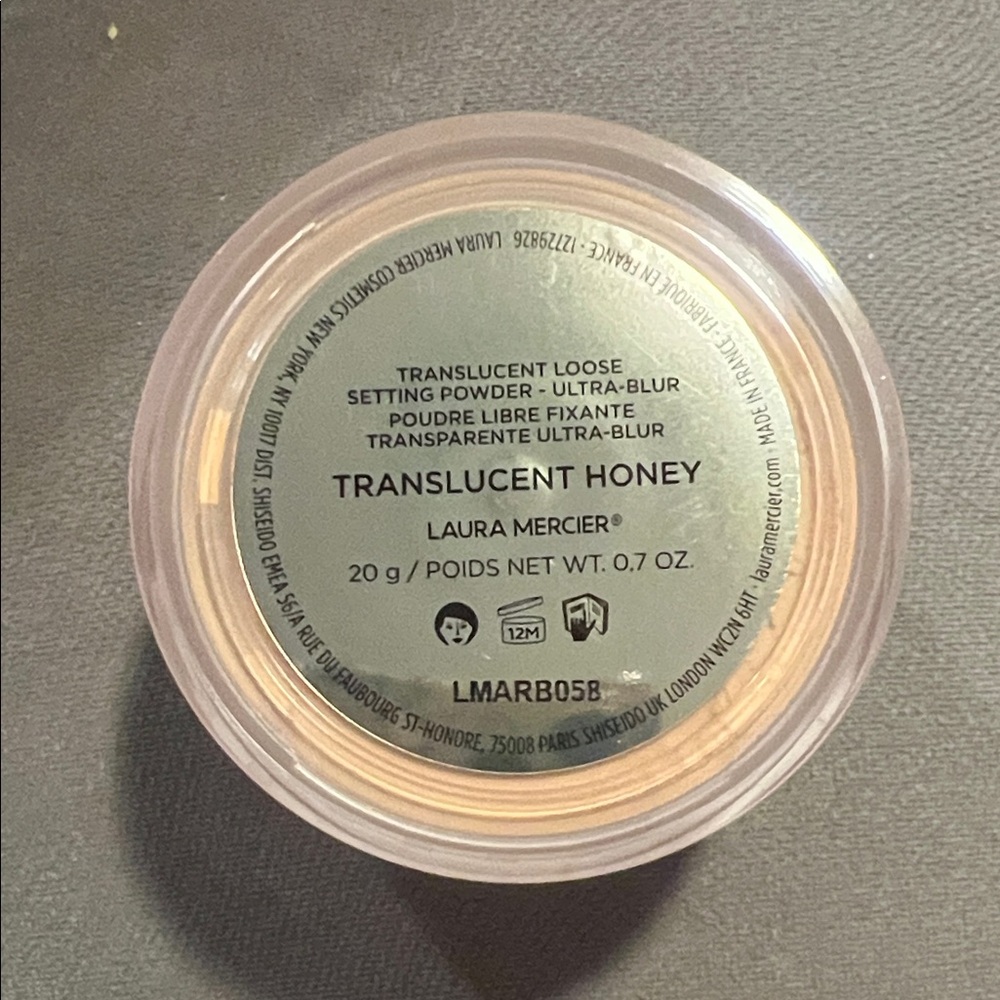 TRANSLUCENT LOOSE
SETTING POWDER - ULTRA-BLUR
POUDRE LIBRE FIXANTE
TRANSPARENTE ULTRA-BLUR
TRANSLUCENT HONEY
LAURA MERCIER®
20 g / POIDS NET WT. 0.7 OZ.
12M
LMARB058
LAURA MERCIER COSMETICS NEW YORK, NY 10017 DIST. SHISEIDO EMEA 56/A RUE DU FAUBOURG ST-HONORE, 75008 PARIS SHISEIDO UK LONDON WC2N 6HT • lauramercier.com • MADE IN FRANCE • FABRIQUÉ EN FRANCE • 12729826